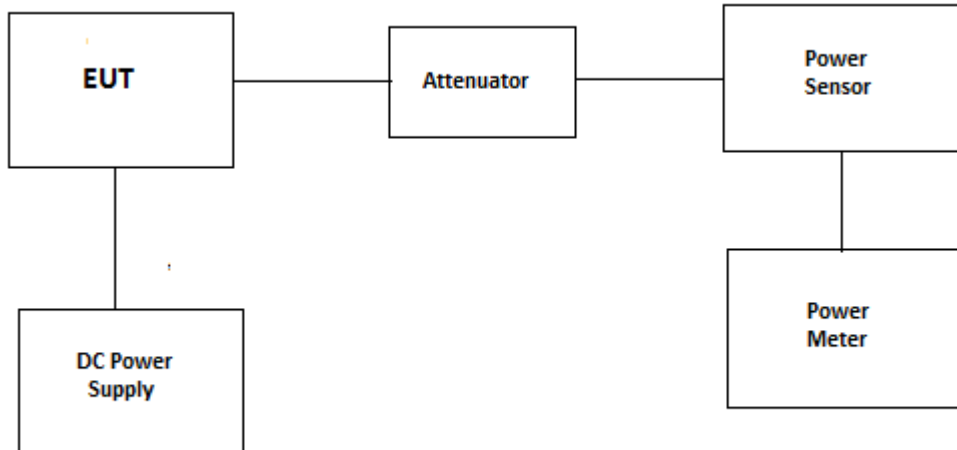 EUT
Attenuator
Power
Sensor
DC Power
Supply
Power
Meter